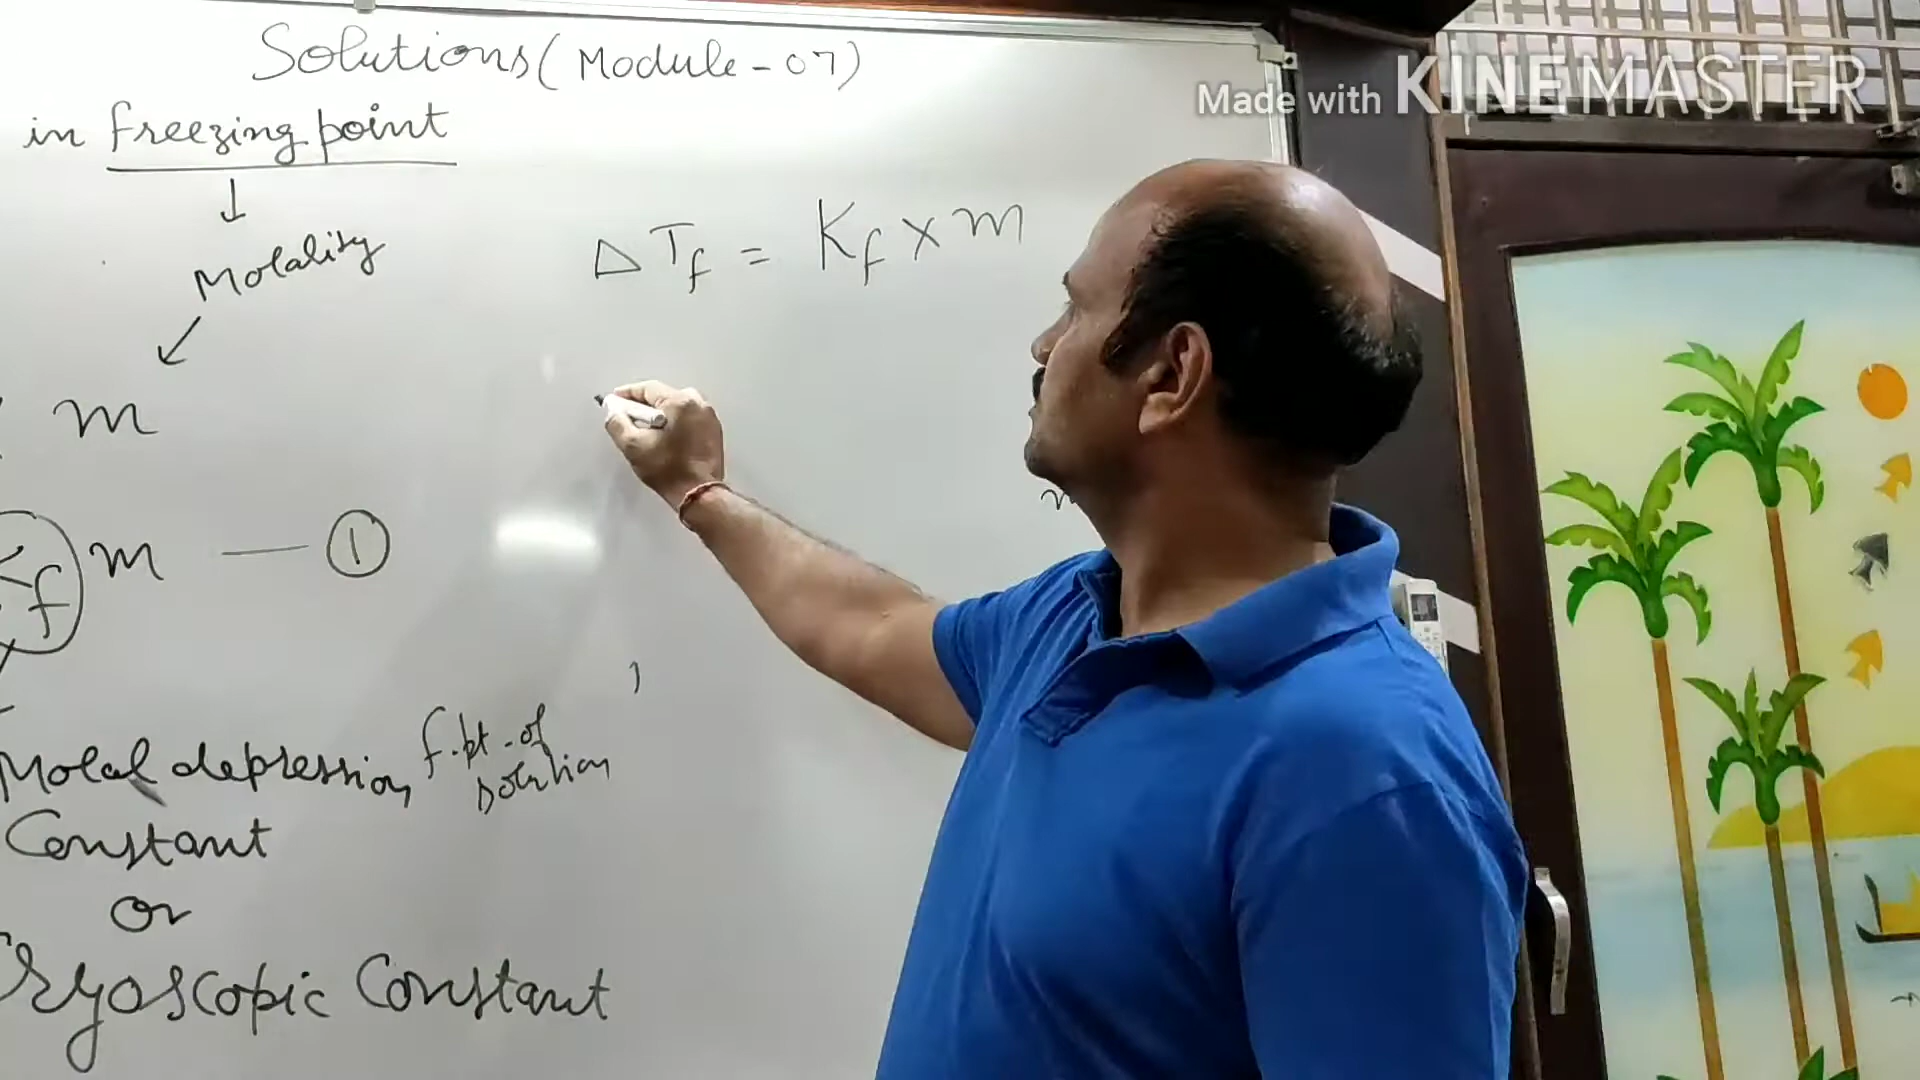 Solutions (Module - 07)
in freezing point
↓
Molality
m
ΔTf = Kf × m
Kf m — ①
Molal depression f.pt. of solution
Constant
or
Cryoscopic Constant
Made with KINEMASTER